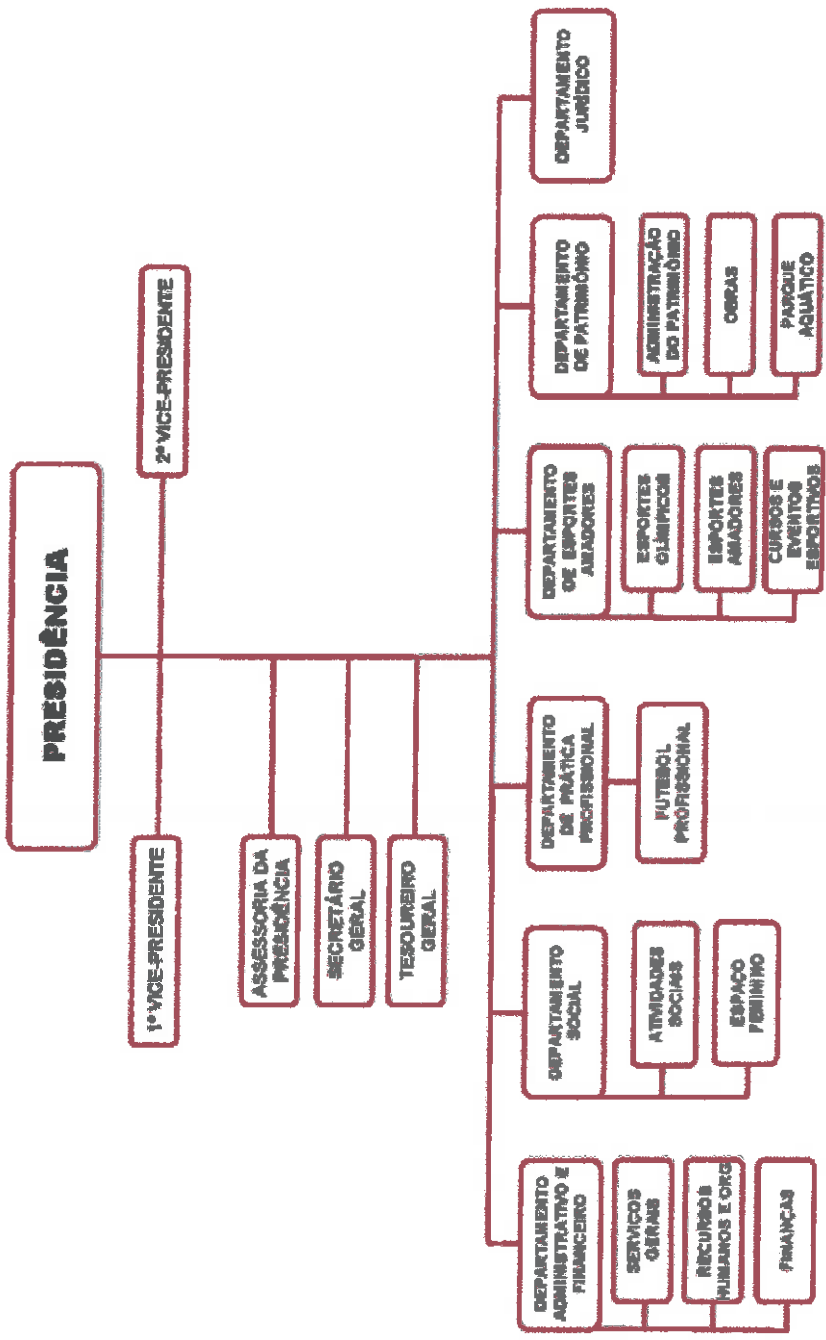 PRESIDÊNCIA
1º VICE-PRESIDENTE
2º VICE-PRESIDENTE
ASSESSORIA DA
PRESIDÊNCIA
SECRETÁRIO
GERAL
TESOUREIRO
GERAL
DEPARTAMENTO
ADMINISTRATIVO E
FINANCEIRO
SERVIÇOS
GERAIS
RECURSOS
HUMANOS E ORG
FINANÇAS
DEPARTAMENTO
SOCIAL
ATIVIDADES
SOCIAIS
ESPAÇO
FEMININO
DEPARTAMENTO
DE PRÁTICA
PROFISSIONAL
FUTEBOL
PROFISSIONAL
DEPARTAMENTO
DE ESPORTES
AMADORES
ESPORTES
OLÍMPICOS
ESPORTES
AMADORES
CURSOS E
EVENTOS
ESPORTIVOS
DEPARTAMENTO
DE PATRIMÔNIO
ADMINISTRAÇÃO
DO PATRIMÔNIO
OBRAS
PARQUE
AQUÁTICO
DEPARTAMENTO
JURÍDICO